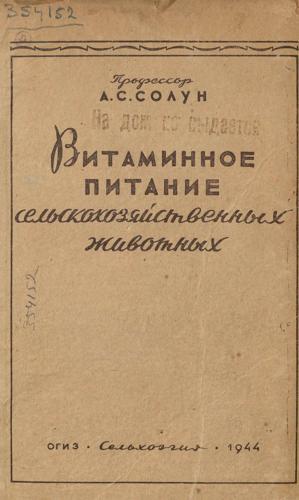 354152
Профессор
А.С.СОЛУН
На дом не выдается
ВИТАМИННОЕ
ПИТАНИЕ
сельскохозяйственных
животных
354152
ОГИЗ · Сельхозгиз · 1944